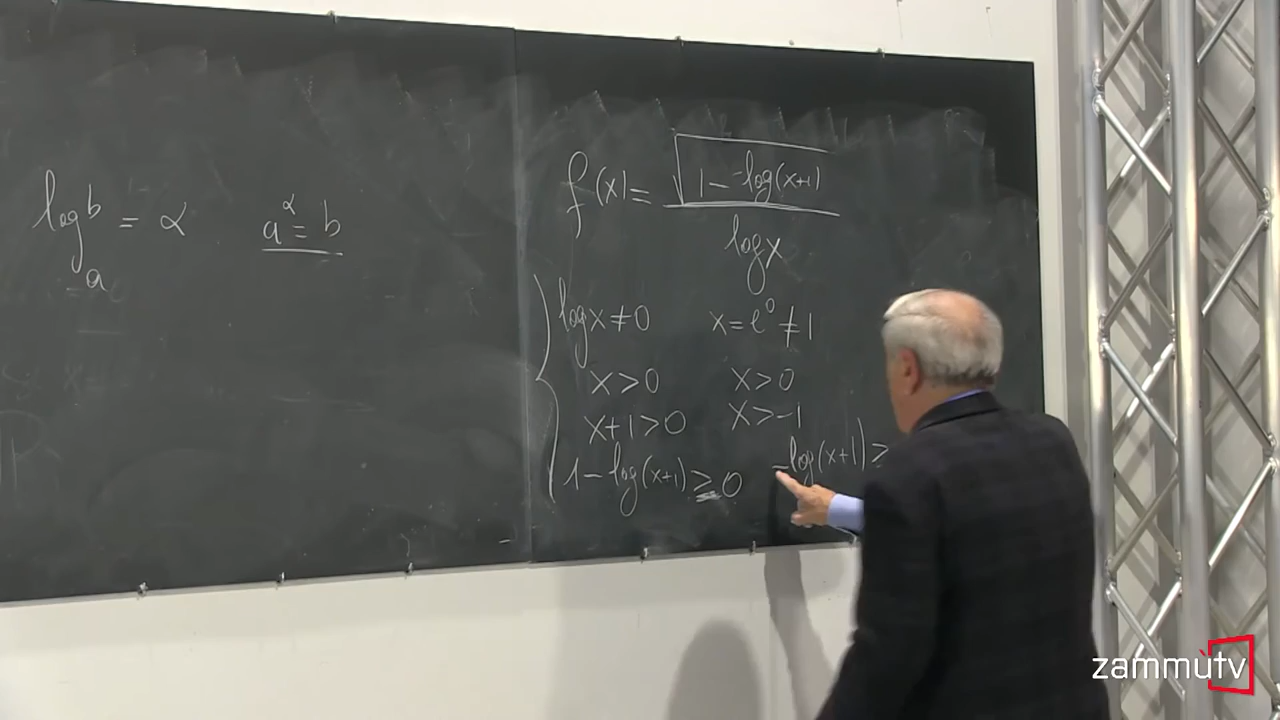 log_a b = α    a^α = b
f(x) = √(1 - log(x+1)) / log x
log x ≠ 0    x = e^0 ≠ 1
x > 0    x > 0
x + 1 > 0    x > -1
1 - log(x+1) ≥ 0    - log(x+1) ≥
zammùtv